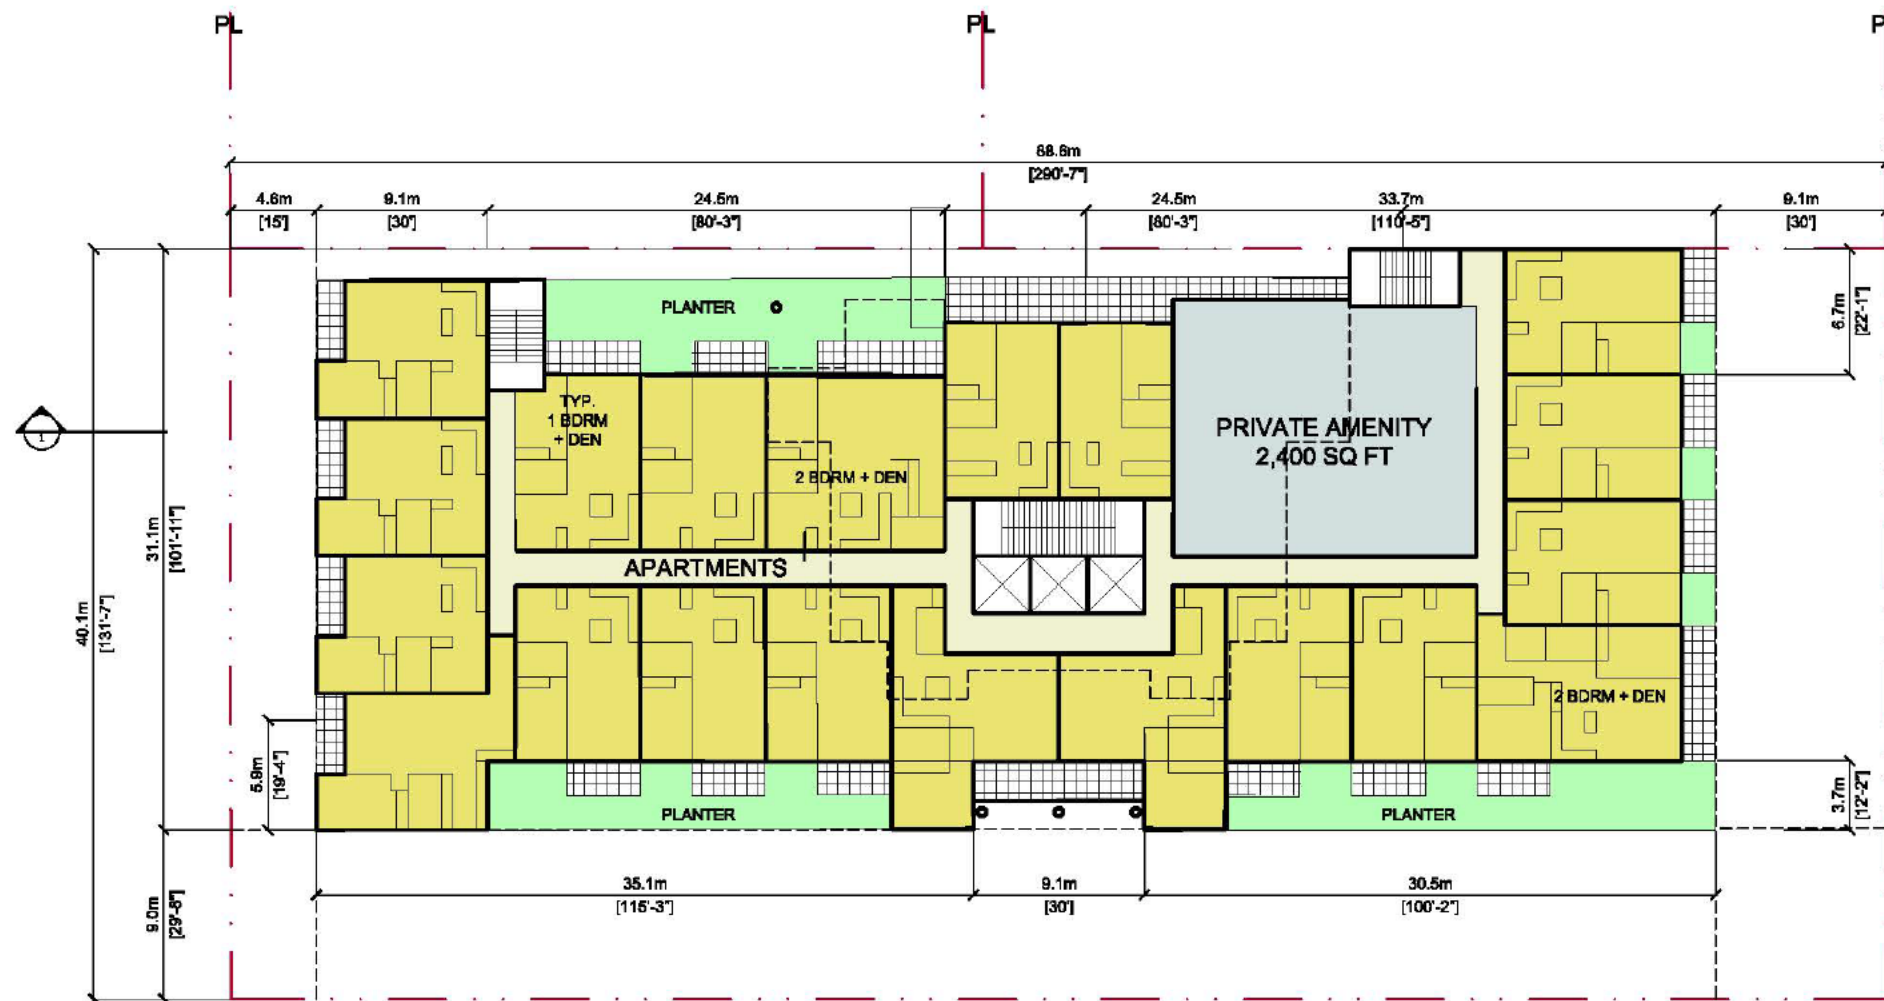 PL
PL
P
88.6m
[290'-7"]
4.6m
[15']
9.1m
[30']
24.5m
[80'-3"]
24.5m
[80'-3"]
33.7m
[110'-5"]
9.1m
[30']
PLANTER
6.7m
[22'-1"]
TYP.
1 BDRM
+ DEN
2 BDRM + DEN
PRIVATE AMENITY
2,400 SQ FT
1
31.1m
[101'-11"]
APARTMENTS
40.1m
[131'-7"]
2 BDRM + DEN
5.9m
[19'-4"]
3.7m
[12'-2"]
PLANTER
PLANTER
35.1m
[115'-3"]
9.1m
[30']
30.5m
[100'-2"]
9.0m
[29'-6"]